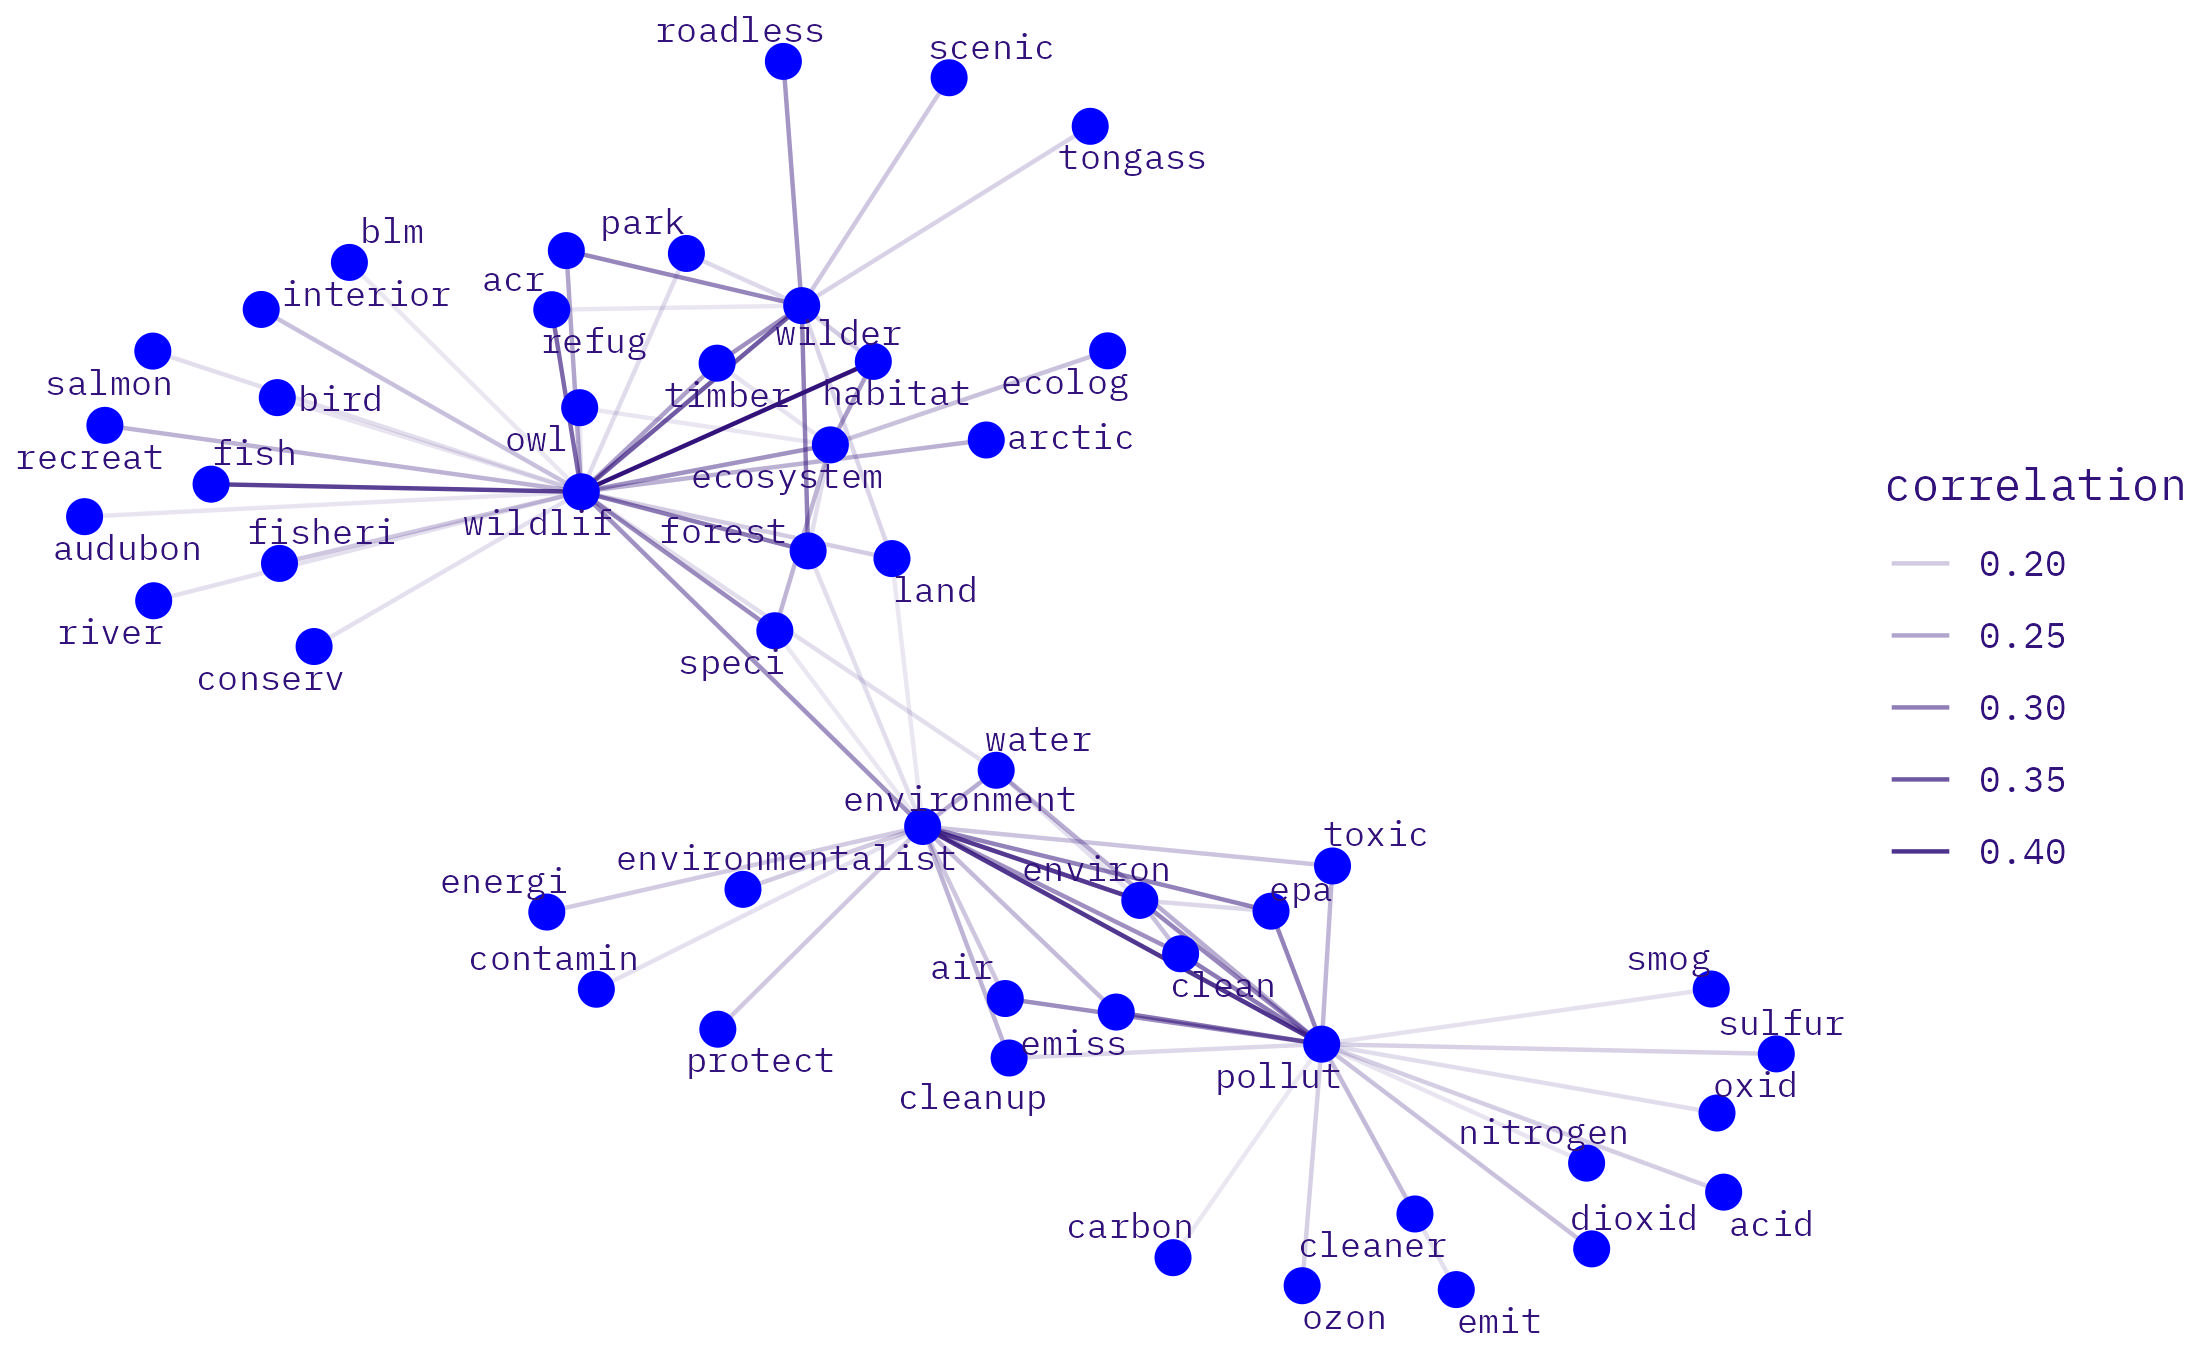 roadless
scenic
tongass
park
blm
acr
interior
wilder
refug
salmon
bird
timber
habitat
ecolog
recreat
fish
owl
arctic
ecosystem
correlation
audubon
fisheri
wildlif
forest
0.20
land
river
0.25
conserv
speci
0.30
water
0.35
environment
toxic
0.40
environmentalist
environ
energi
epa
contamin
air
clean
smog
sulfur
protect
emiss
pollut
oxid
cleanup
nitrogen
carbon
cleaner
dioxid
acid
ozon
emit